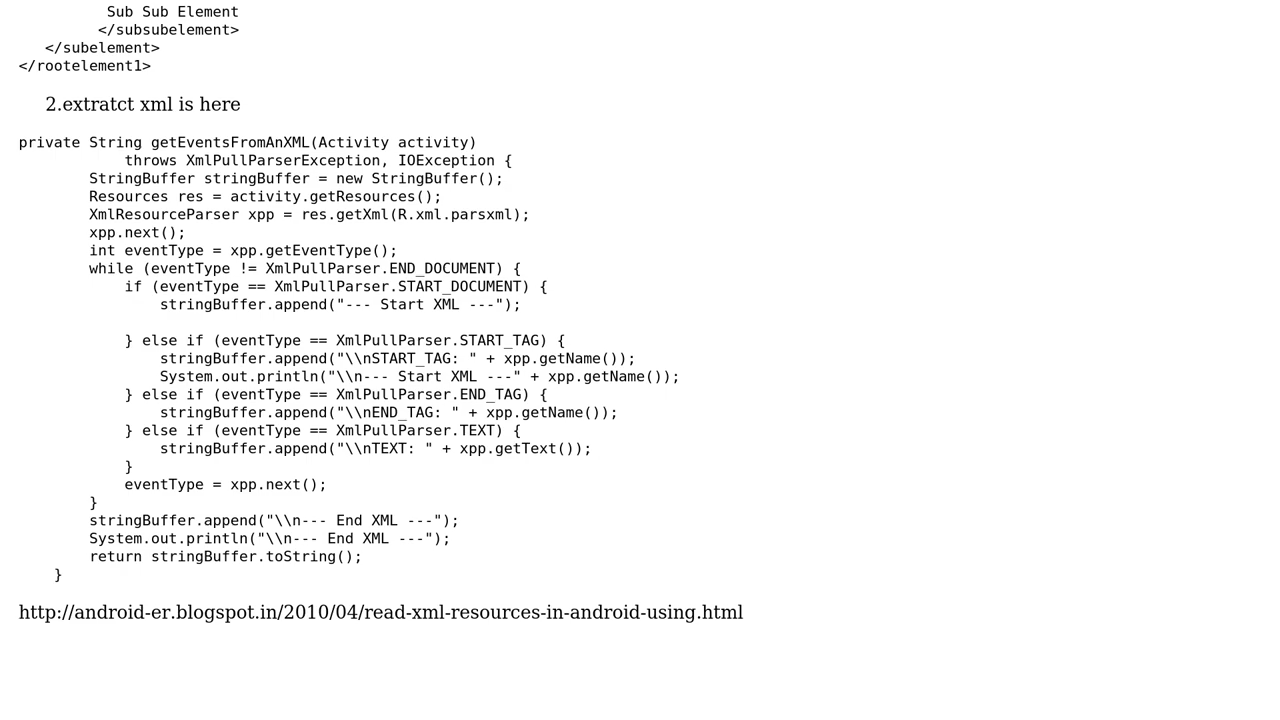 Sub Sub Element
</subsubelement>
</subelement>
</rootelement1>
2.extratct xml is here
private String getEventsFromAnXML(Activity activity)
throws XmlPullParserException, IOException {
StringBuffer stringBuffer = new StringBuffer();
Resources res = activity.getResources();
XmlResourceParser xpp = res.getXml(R.xml.parsxml);
xpp.next();
int eventType = xpp.getEventType();
while (eventType != XmlPullParser.END_DOCUMENT) {
if (eventType == XmlPullParser.START_DOCUMENT) {
stringBuffer.append("--- Start XML ---");
} else if (eventType == XmlPullParser.START_TAG) {
stringBuffer.append("\\nSTART_TAG: " + xpp.getName());
System.out.println("\\n--- Start XML ---" + xpp.getName());
} else if (eventType == XmlPullParser.END_TAG) {
stringBuffer.append("\\nEND_TAG: " + xpp.getName());
} else if (eventType == XmlPullParser.TEXT) {
stringBuffer.append("\\nTEXT: " + xpp.getText());
}
eventType = xpp.next();
}
stringBuffer.append("\\n--- End XML ---");
System.out.println("\\n--- End XML ---");
return stringBuffer.toString();
}
http://android-er.blogspot.in/2010/04/read-xml-resources-in-android-using.html